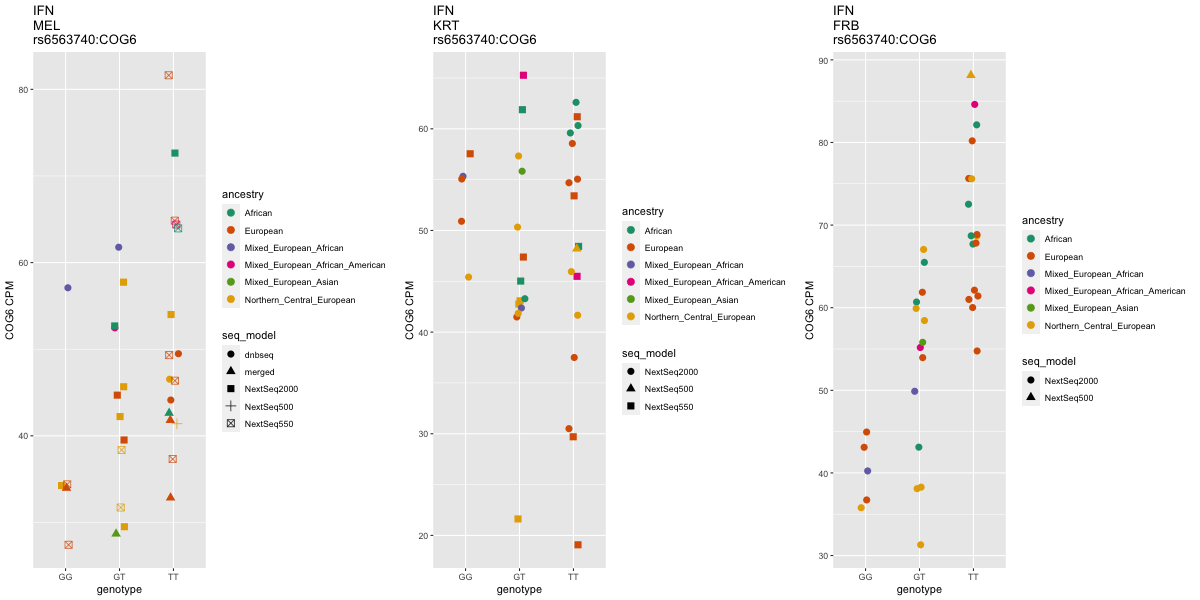 IFN
MEL
rs6563740:COG6
80
60
40
COG6 CPM
GG
GT
TT
genotype
ancestry
African
European
Mixed_European_African
Mixed_European_African_American
Mixed_European_Asian
Northern_Central_European
seq_model
dnbseq
merged
NextSeq2000
NextSeq500
NextSeq550
IFN
KRT
rs6563740:COG6
60
50
40
30
20
COG6 CPM
GG
GT
TT
genotype
ancestry
African
European
Mixed_European_African
Mixed_European_African_American
Mixed_European_Asian
Northern_Central_European
seq_model
NextSeq2000
NextSeq500
NextSeq550
IFN
FRB
rs6563740:COG6
90
80
70
60
50
40
30
COG6 CPM
GG
GT
TT
genotype
ancestry
African
European
Mixed_European_African
Mixed_European_African_American
Mixed_European_Asian
Northern_Central_European
seq_model
NextSeq2000
NextSeq500